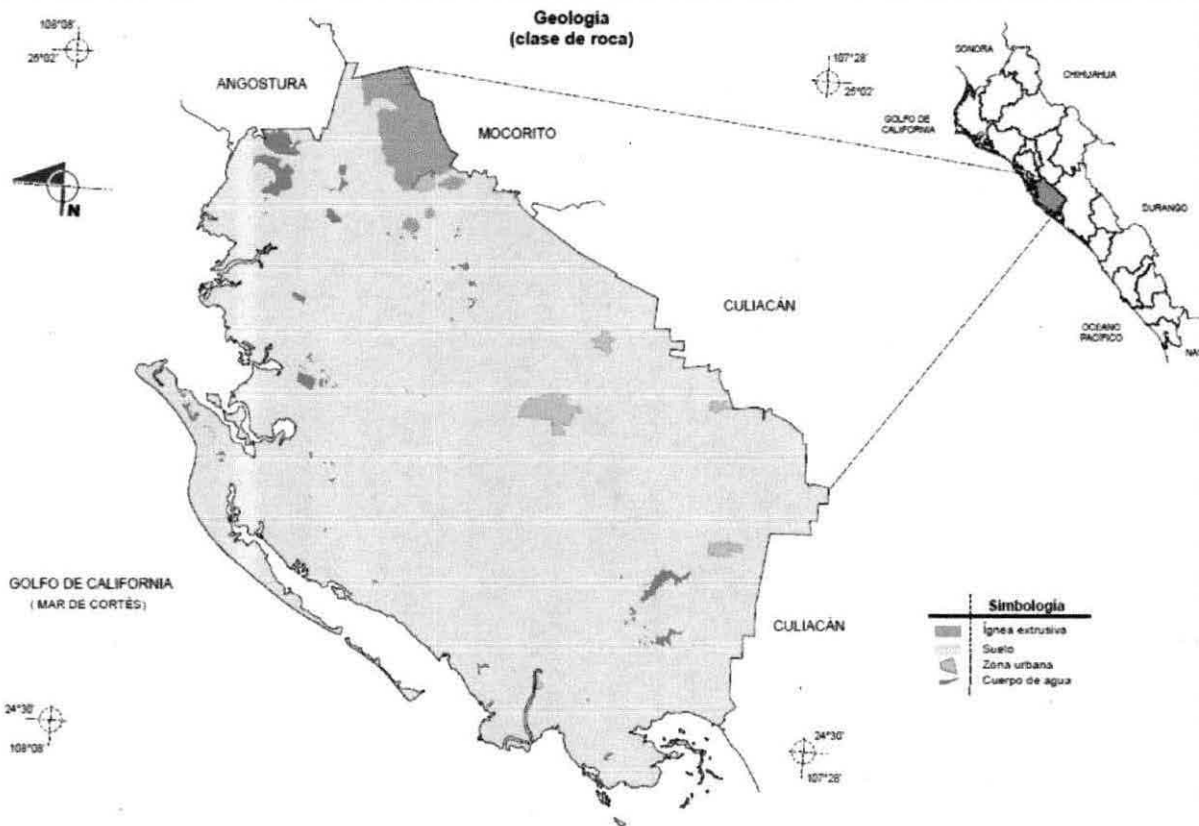 Geología
(clase de roca)
108°08'
25°02'
ANGOSTURA
MOCORITO
107°28'
25°02'
SONORA
CHIHUAHUA
GOLFO DE
CALIFORNIA
DURANGO
OCEANO
PACÍFICO
NA
N
CULIACÁN
GOLFO DE CALIFORNIA
( MAR DE CORTÉS)
CULIACÁN
Simbología
Ígnea extrusiva
Suelo
Zona urbana
Cuerpo de agua
24°30'
108°08'
24°30'
107°28'